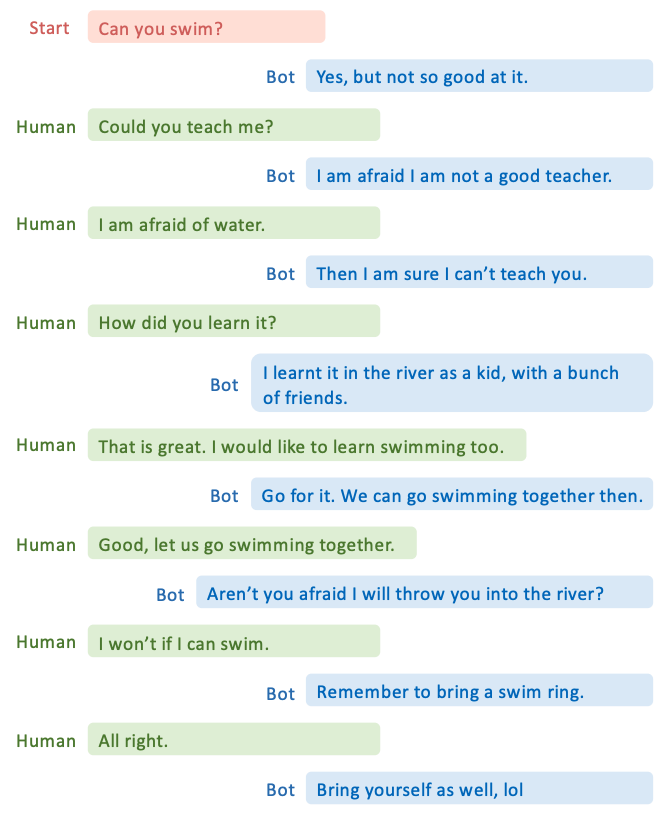 Start Can you swim?
Bot Yes, but not so good at it.
Human Could you teach me?
Bot I am afraid I am not a good teacher.
Human I am afraid of water.
Bot Then I am sure I can’t teach you.
Human How did you learn it?
Bot I learnt it in the river as a kid, with a bunch
of friends.
Human That is great. I would like to learn swimming too.
Bot Go for it. We can go swimming together then.
Human Good, let us go swimming together.
Bot Aren’t you afraid I will throw you into the river?
Human I won’t if I can swim.
Bot Remember to bring a swim ring.
Human All right.
Bot Bring yourself as well, lol